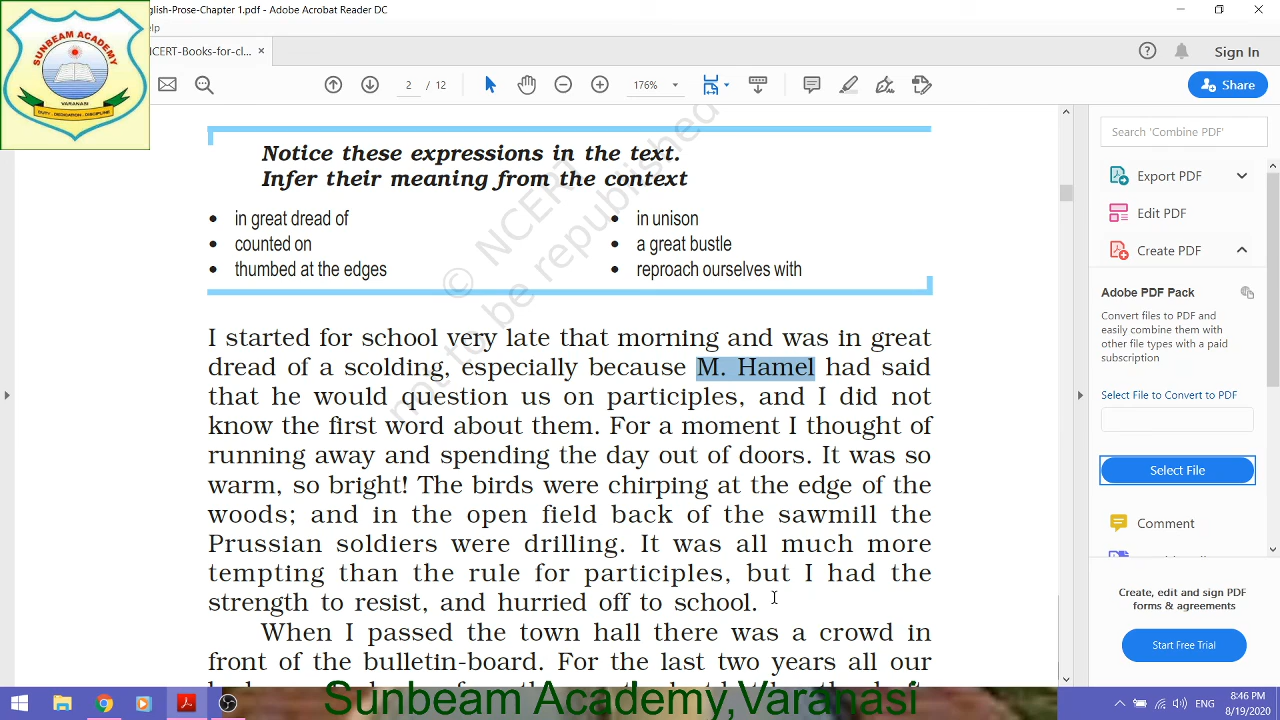 nglish-Prose-Chapter 1.pdf - Adobe Acrobat Reader DC
elp
SUNBEAM ACADEMY
VARANASI
DUTY . DEDICATION . DISCIPLINE
NCERT-Books-for-cl... ×
Sign In
2 / 12
176%
Share
Notice these expressions in the text.
Infer their meaning from the context
• in great dread of
• in unison
• counted on
• a great bustle
• thumbed at the edges
• reproach ourselves with
© NCERT
not to be republished
I started for school very late that morning and was in great
dread of a scolding, especially because M. Hamel had said
that he would question us on participles, and I did not
know the first word about them. For a moment I thought of
running away and spending the day out of doors. It was so
warm, so bright! The birds were chirping at the edge of the
woods; and in the open field back of the sawmill the
Prussian soldiers were drilling. It was all much more
tempting than the rule for participles, but I had the
strength to resist, and hurried off to school.
When I passed the town hall there was a crowd in
front of the bulletin-board. For the last two years all our
Search 'Combine PDF'
Export PDF
Edit PDF
Create PDF
Adobe PDF Pack
Convert files to PDF and
easily combine them with
other file types with a paid
subscription
Select File to Convert to PDF
Select File
Comment
Create, edit and sign PDF
forms & agreements
Start Free Trial
Sunbeam Academy,Varanasi
ENG
8:46 PM
8/19/2020